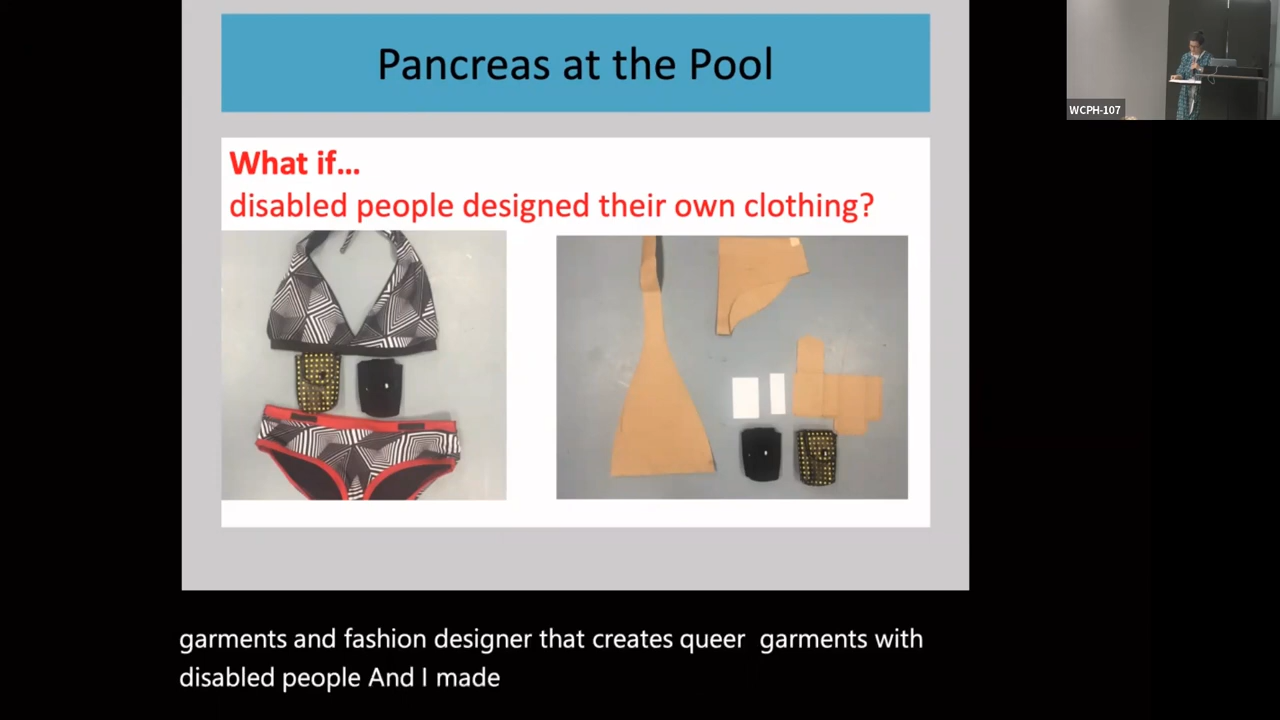 Pancreas at the Pool
WCPH-107
What if...
disabled people designed their own clothing?
garments and fashion designer that creates queer  garments with
disabled people And I made